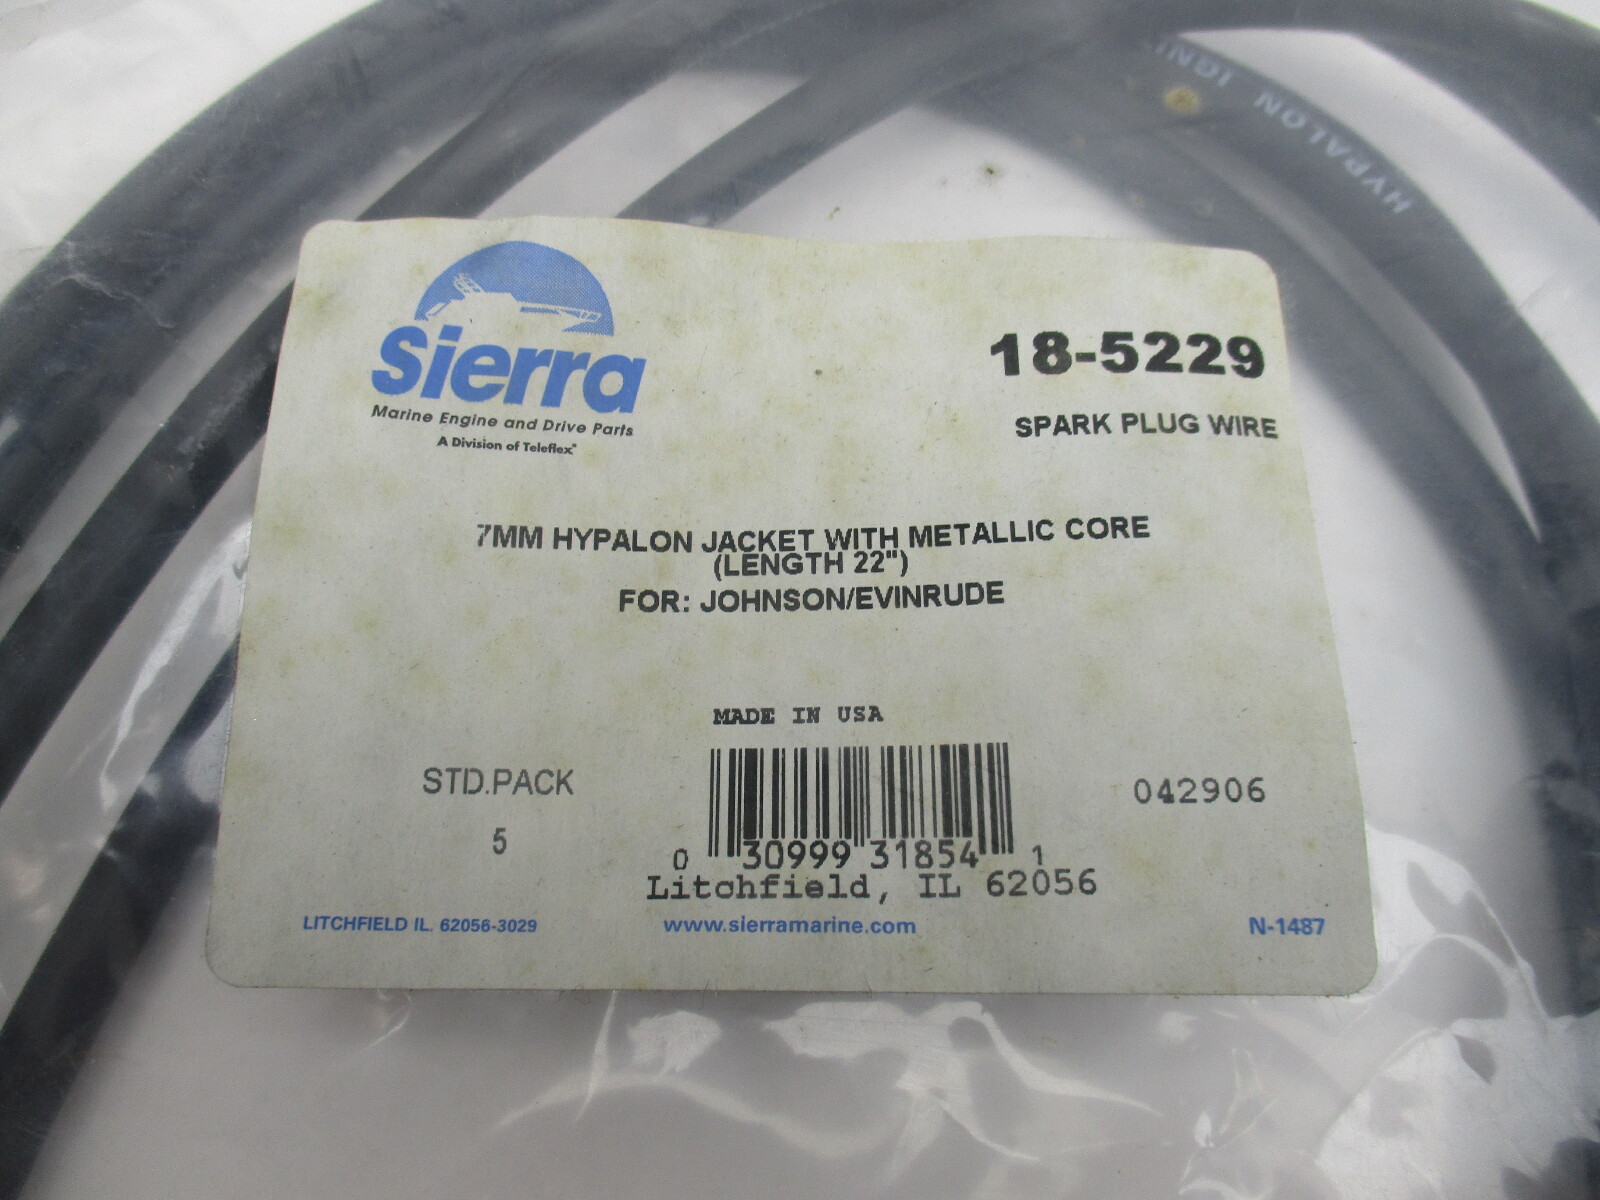 HYPALON IGNI
Sierra
Marine Engine and Drive Parts
A Division of Teleflex®
18-5229
SPARK PLUG WIRE
7MM HYPALON JACKET WITH METALLIC CORE
(LENGTH 22")
FOR: JOHNSON/EVINRUDE
MADE IN USA
STD.PACK
5
042906
0 30999 31854 1
Litchfield, IL 62056
LITCHFIELD IL. 62056-3029
www.sierramarine.com
N-1487